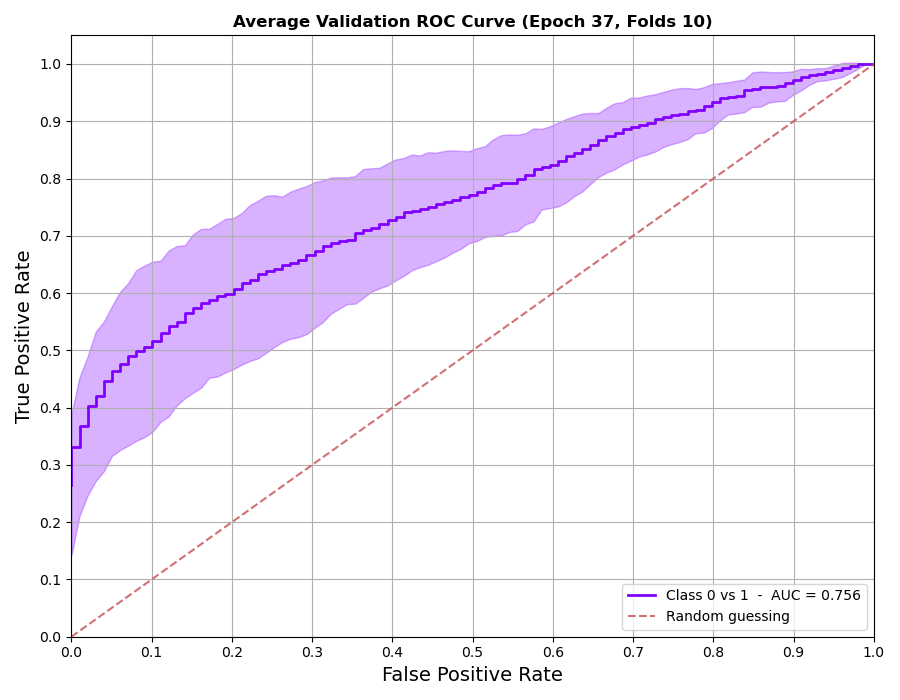 Average Validation ROC Curve (Epoch 37, Folds 10)
True Positive Rate
1.0
0.9
0.8
0.7
0.6
0.5
0.4
0.3
0.2
0.1
0.0
Class 0 vs 1 - AUC = 0.756
Random guessing
0.0 0.1 0.2 0.3 0.4 0.5 0.6 0.7 0.8 0.9 1.0
False Positive Rate